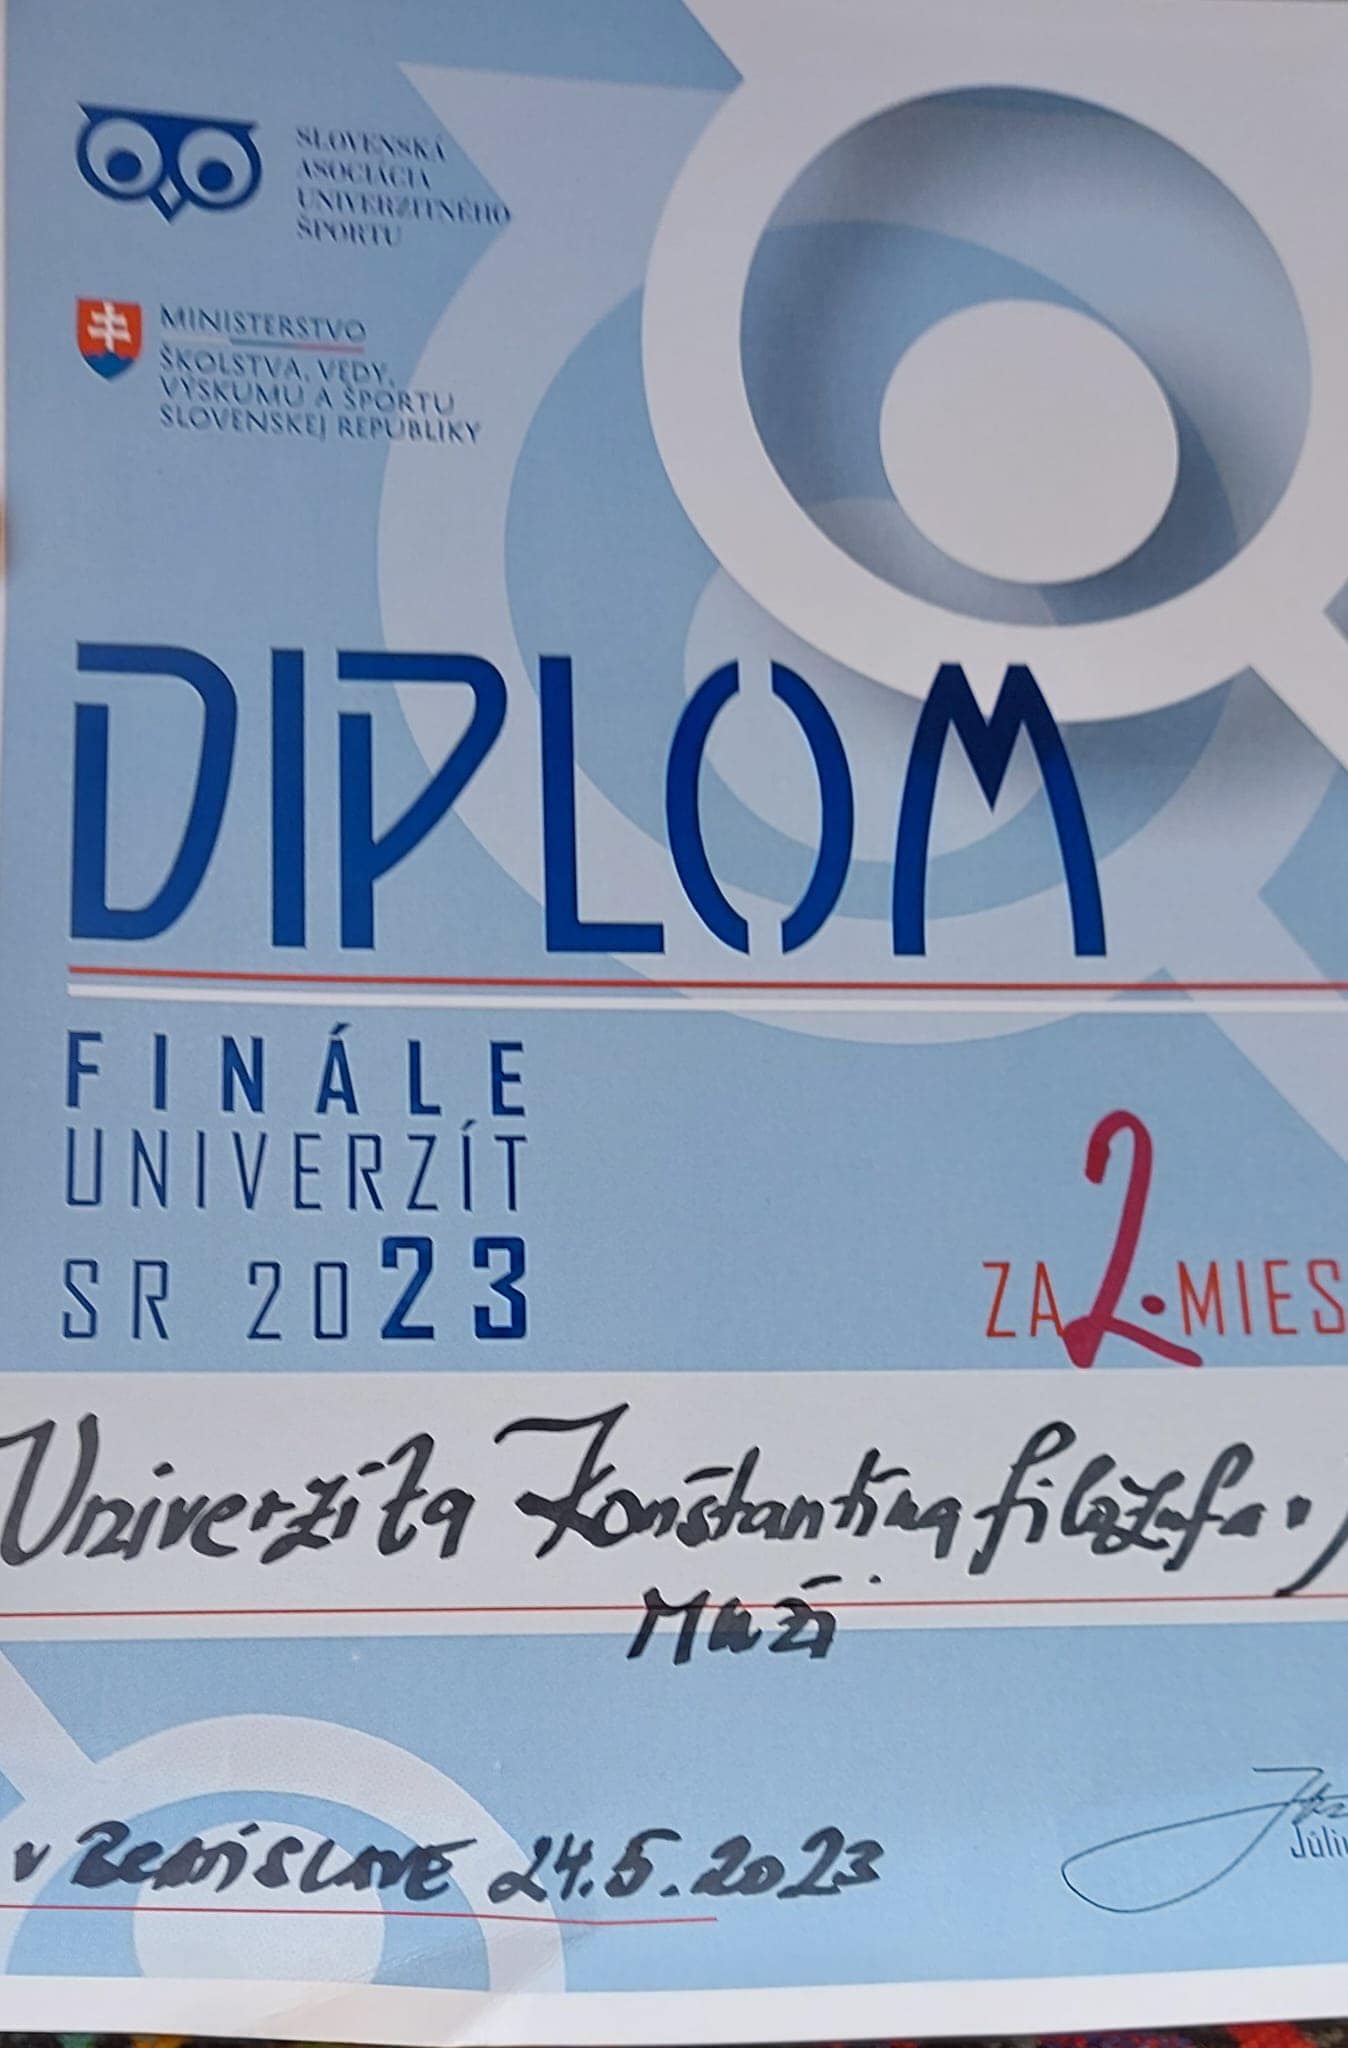 SLOVENSKÁ
ASOCIÁCIA
UNIVERZITNÉHO
ŠPORTU
MINISTERSTVO
ŠKOLSTVA, VEDY,
VÝSKUMU A ŠPORTU
SLOVENSKEJ REPUBLIKY
DIPLOM
FINÁLE
UNIVERZÍT
SR 2023
ZA 2. MIES
Univerzita Konštantína filozofa v
Muži
v BRATISLAVE 24.5.2023
Júli